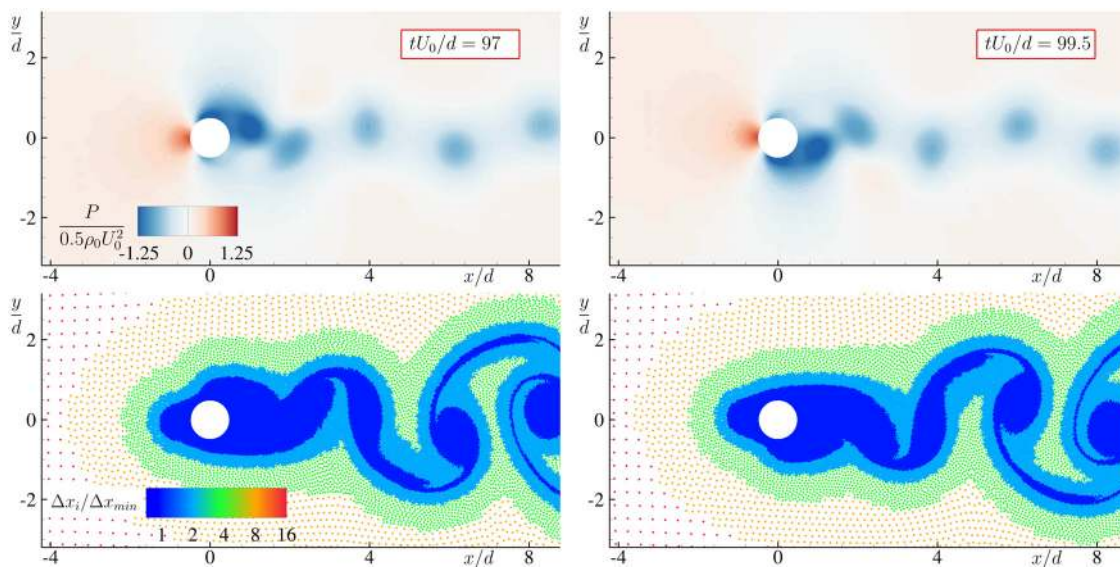 y/d
2
0
-2
tU₀/d = 97
P / 0.5ρ₀U₀²
-1.25 0 1.25
-4 0 4 x/d 8
y/d
2
0
-2
tU₀/d = 99.5
-4 0 4 x/d 8
y/d
2
0
-2
Δxᵢ/Δxₘᵢₙ
1 2 4 8 16
-4 0 4 x/d 8
y/d
2
0
-2
-4 0 4 x/d 8